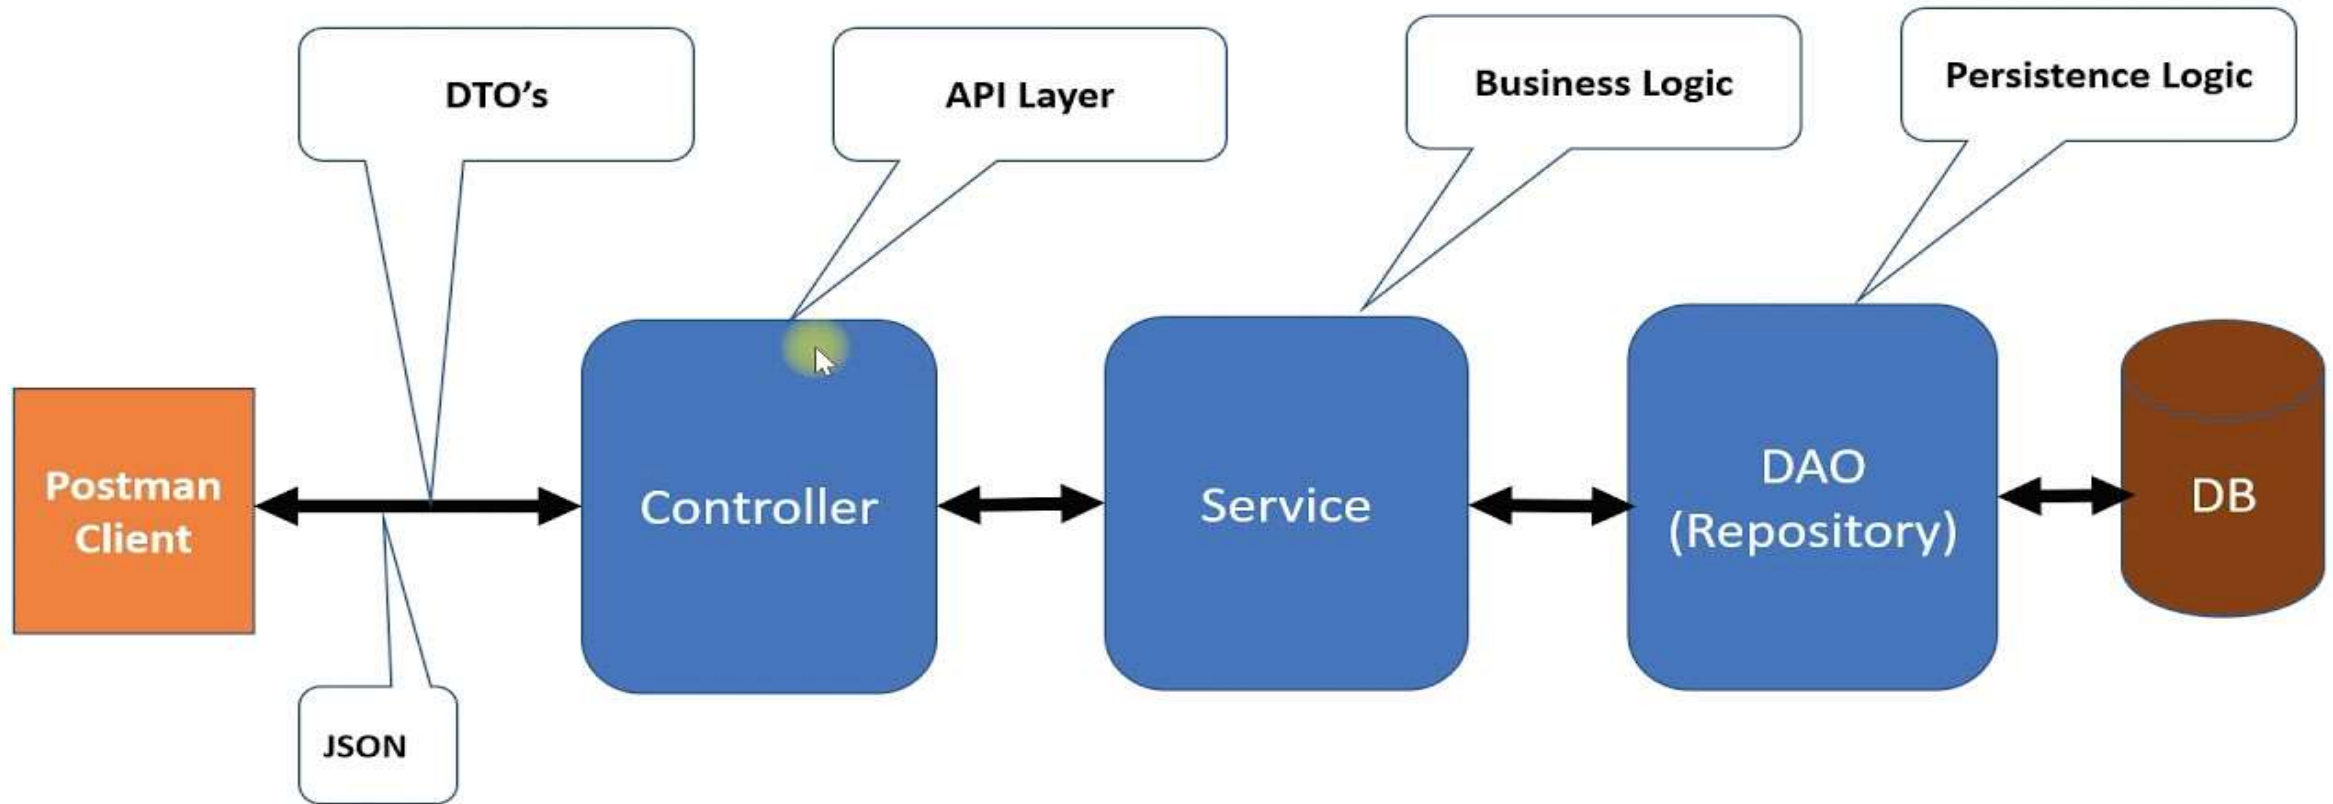 DTO’s
API Layer
Business Logic
Persistence Logic
Postman
Client
Controller
Service
DAO
(Repository)
DB
JSON